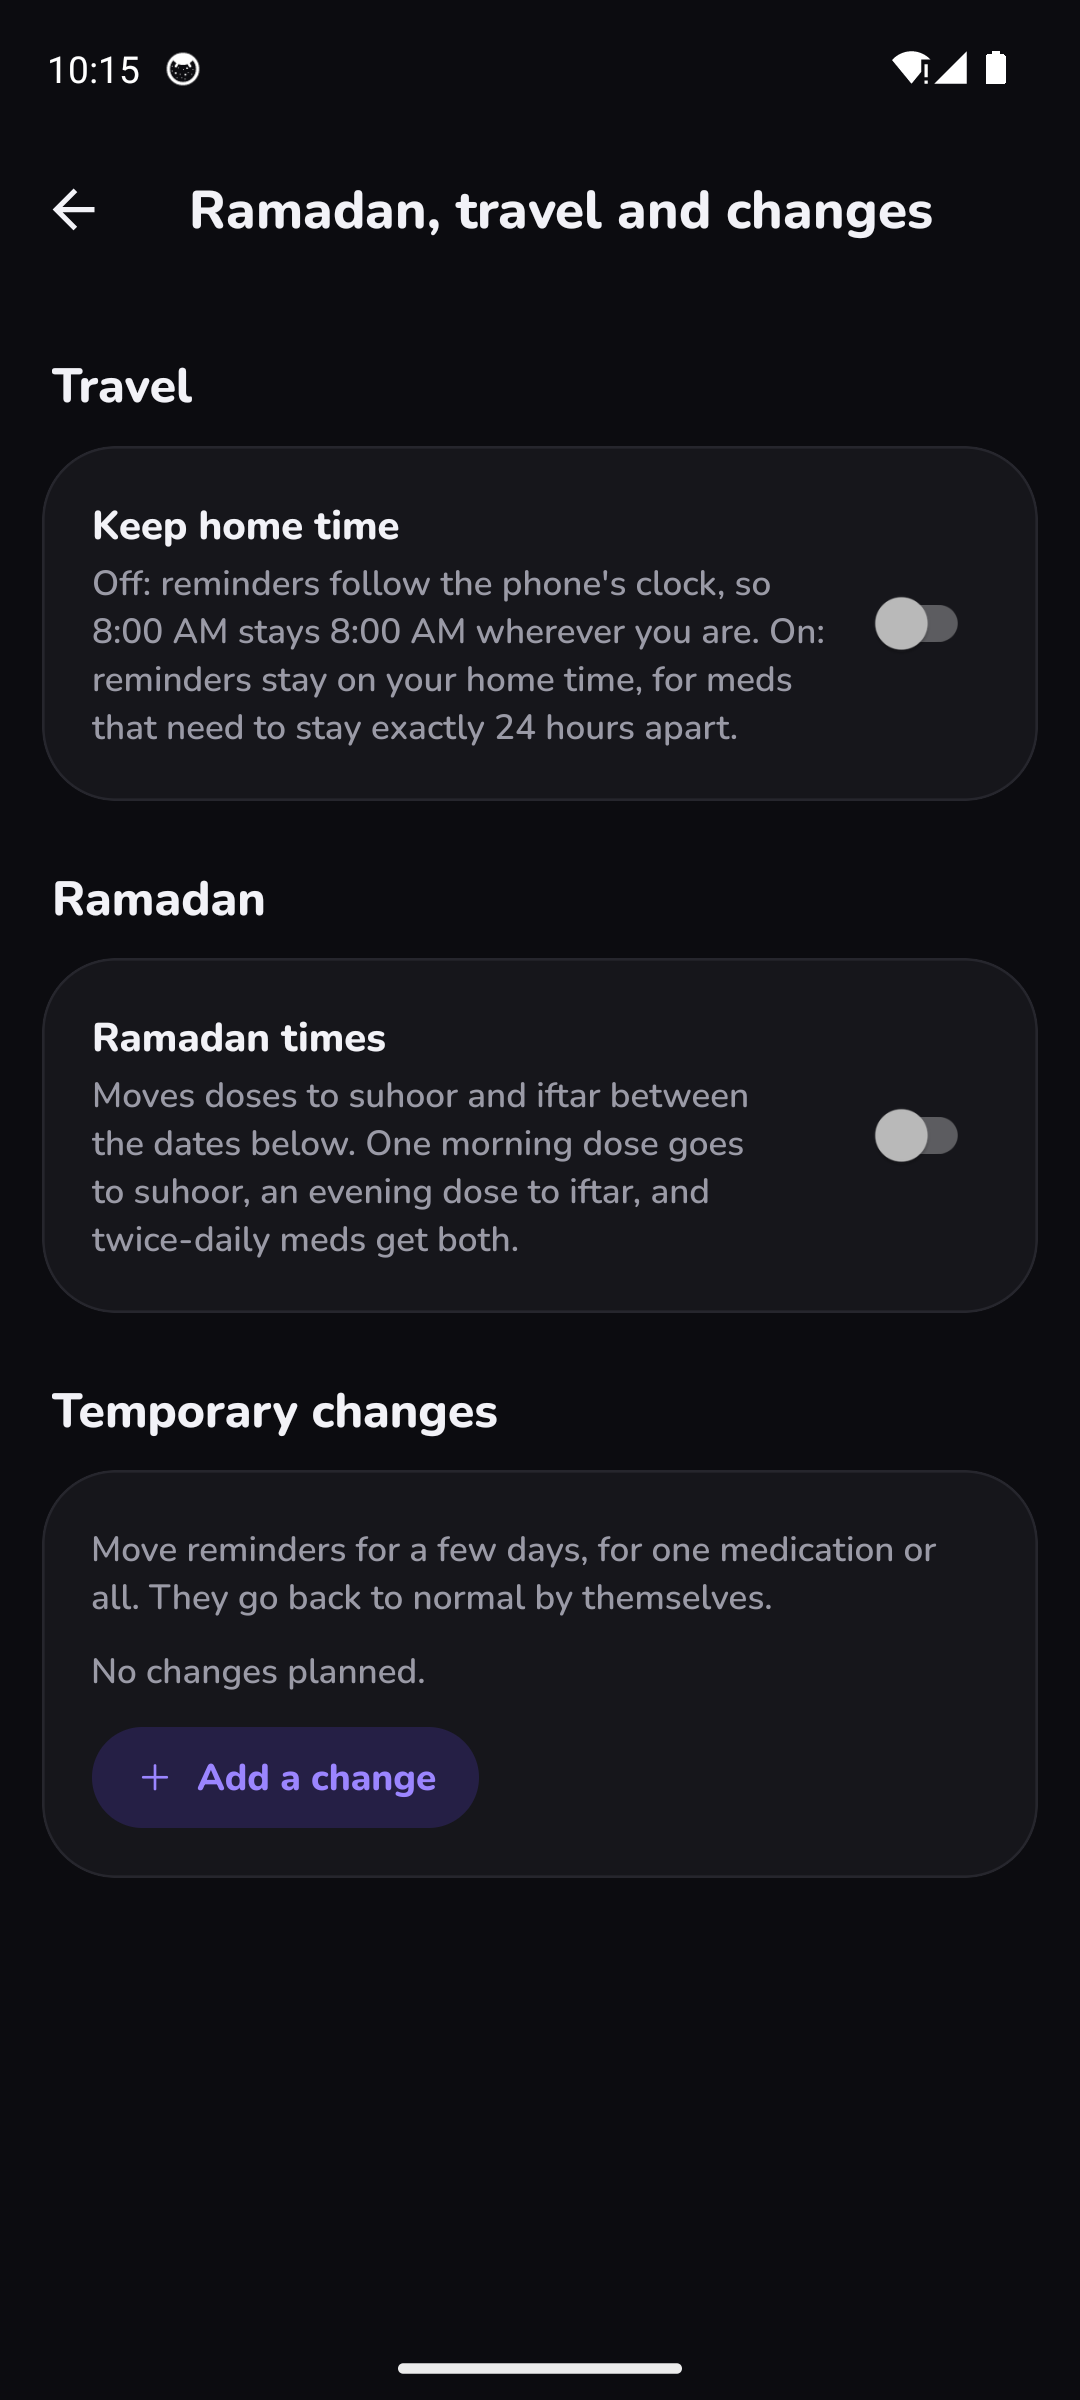 10:15
Ramadan, travel and changes
Travel
Keep home time
Off: reminders follow the phone's clock, so
8:00 AM stays 8:00 AM wherever you are. On:
reminders stay on your home time, for meds
that need to stay exactly 24 hours apart.
Ramadan
Ramadan times
Moves doses to suhoor and iftar between
the dates below. One morning dose goes
to suhoor, an evening dose to iftar, and
twice-daily meds get both.
Temporary changes
Move reminders for a few days, for one medication or
all. They go back to normal by themselves.
No changes planned.
+ Add a change